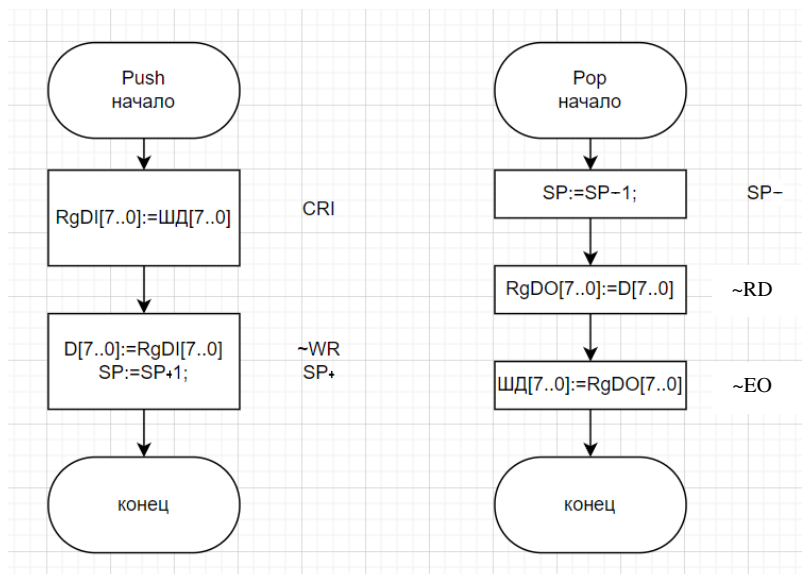 Push
начало
RgDI[7..0]:=ШД[7..0]
CRI
D[7..0]:=RgDI[7..0]
SP:=SP+1;
~WR
SP+
конец
Pop
начало
SP:=SP−1;
SP−
RgDO[7..0]:=D[7..0]
~RD
ШД[7..0]:=RgDO[7..0]
~EO
конец